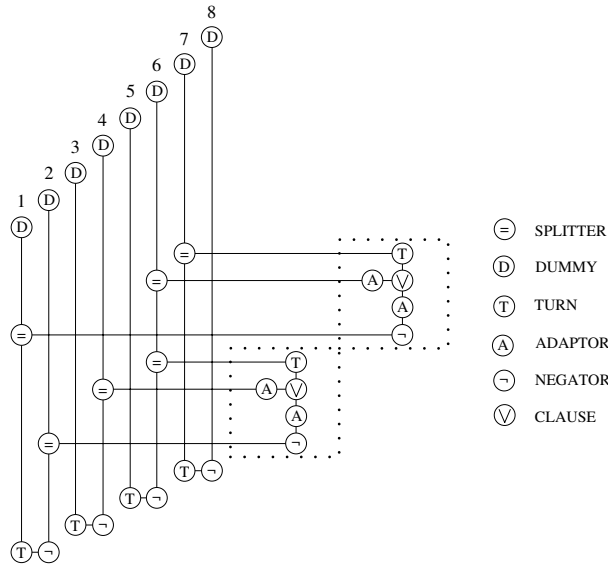 8
D
7
D
6
D
5
D
4
D
3
D
2
D
1
D
= T
= A ∨
A
= ¬
= T
= A ∨
A
= ¬
T ¬
T ¬
T ¬
T ¬
= SPLITTER
D DUMMY
T TURN
A ADAPTOR
¬ NEGATOR
∨ CLAUSE